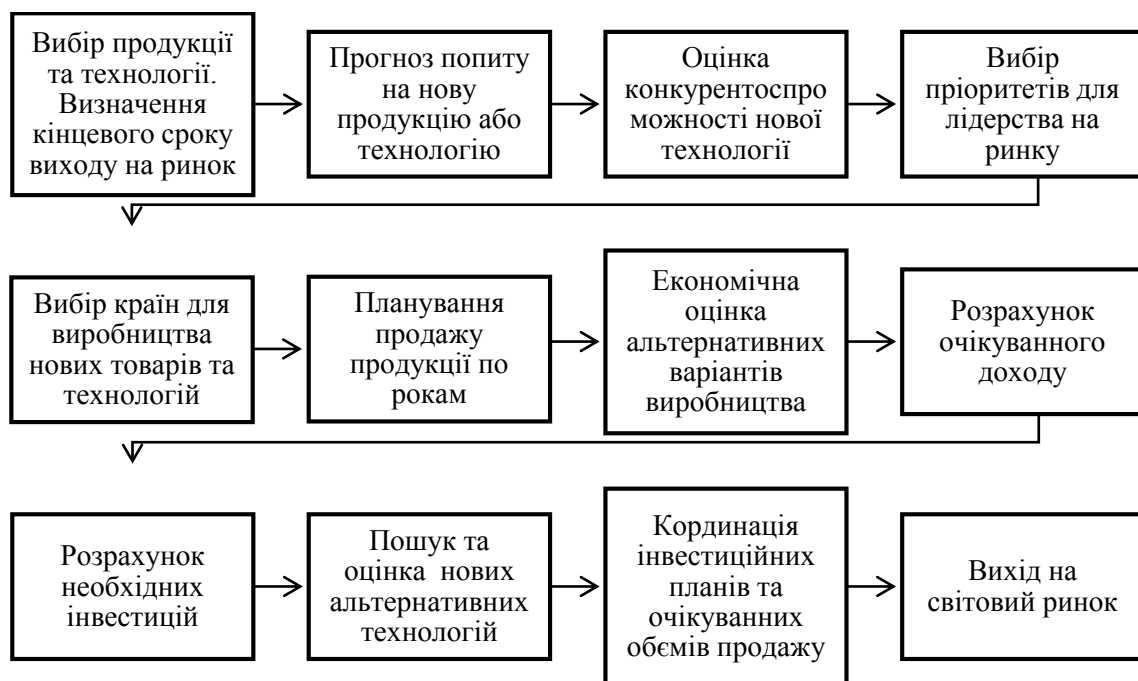 Вибір продукції
та технології.
Визначення
кінцевого сроку
виходу на ринок
Прогноз попиту
на нову
продукцію або
технологію
Оцінка
конкурентоспро
можності нової
технології
Вибір
пріоритетів для
лідерства на
ринку
Вибір країн для
виробництва
нових товарів та
технологій
Планування
продажу
продукції по
рокам
Економічна
оцінка
альтернативних
варіантів
виробництва
Розрахунок
очікуванного
доходу
Розрахунок
необхідних
інвестицій
Пошук та
оцінка нових
альтернативних
технологій
Кординація
інвестиційних
планів та
очікуванних
обємів продажу
Вихід на
світовий ринок